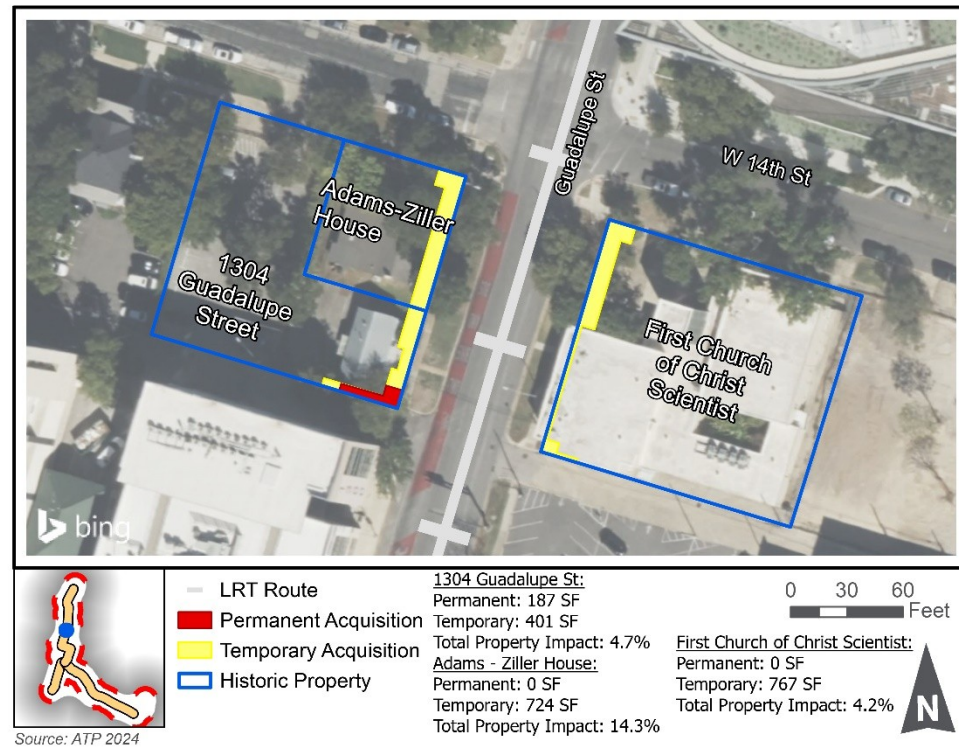 Guadalupe St
W 14th St
Adams-Ziller
House
1304
Guadalupe
Street
First Church
of Christ
Scientist
bing
LRT Route
Permanent Acquisition
Temporary Acquisition
Historic Property
1304 Guadalupe St:
Permanent: 187 SF
Temporary: 401 SF
Total Property Impact: 4.7%
Adams - Ziller House:
Permanent: 0 SF
Temporary: 724 SF
Total Property Impact: 14.3%
0 30 60
Feet
First Church of Christ Scientist:
Permanent: 0 SF
Temporary: 767 SF
Total Property Impact: 4.2%
N
Source: ATP 2024